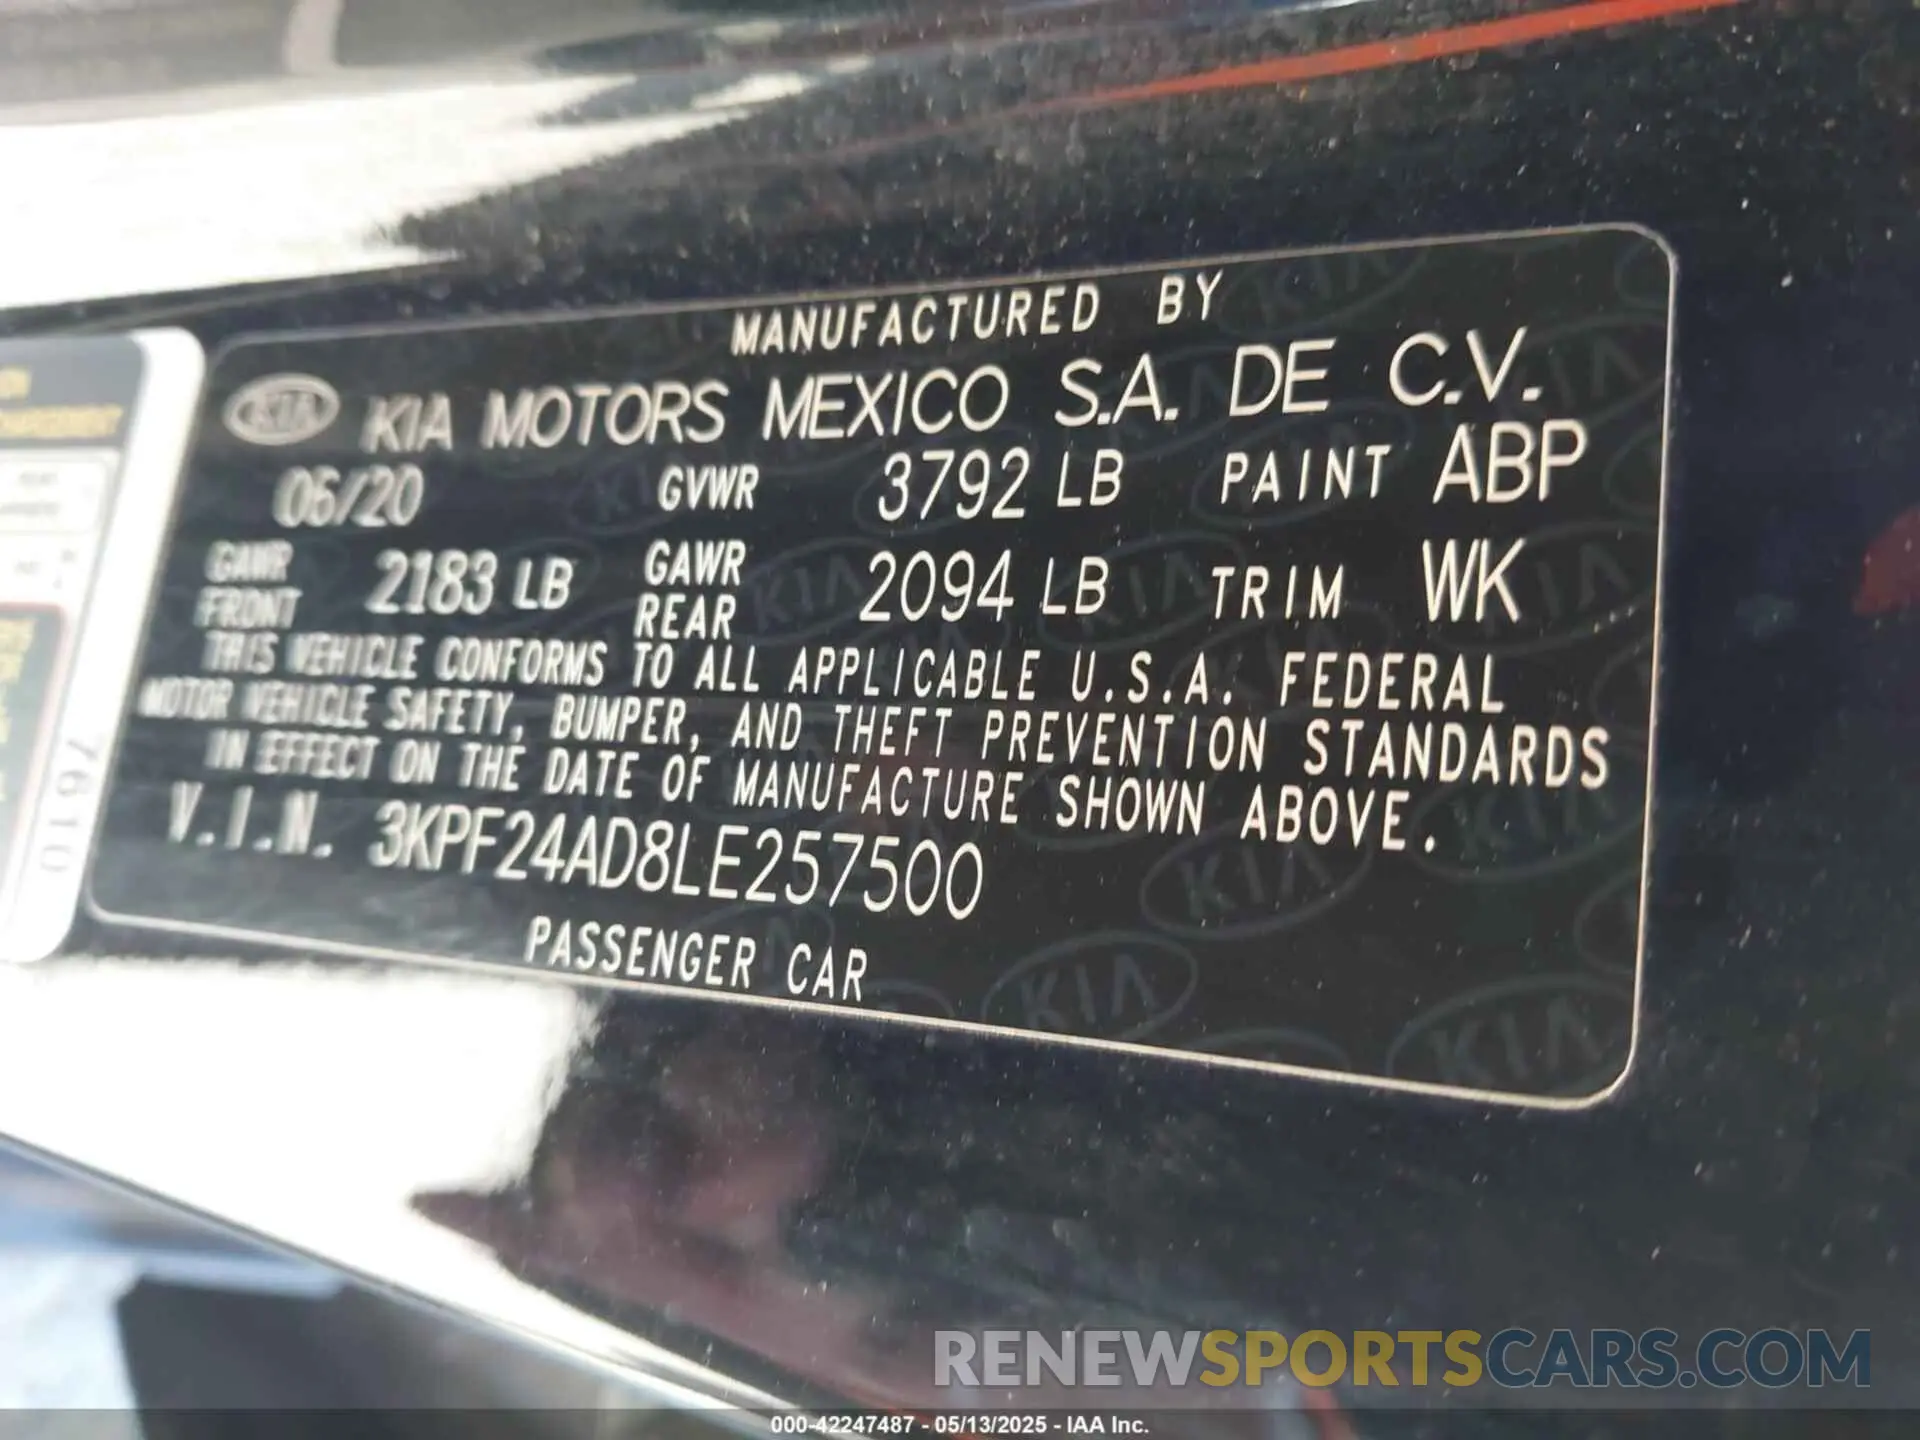 MANUFACTURED BY
KIA KIA MOTORS MEXICO S.A. DE C.V.
06/20 GVWR 3792 LB PAINT ABP
GAWR FRONT 2183 LB GAWR REAR 2094 LB TRIM WK
THIS VEHICLE CONFORMS TO ALL APPLICABLE U.S.A. FEDERAL
MOTOR VEHICLE SAFETY, BUMPER, AND THEFT PREVENTION STANDARDS
IN EFFECT ON THE DATE OF MANUFACTURE SHOWN ABOVE.
V.I.N. 3KPF24AD8LE257500
PASSENGER CAR
7610
RENEWSPORTSCARS.COM
000-42247487 - 05/13/2025 - IAA Inc.